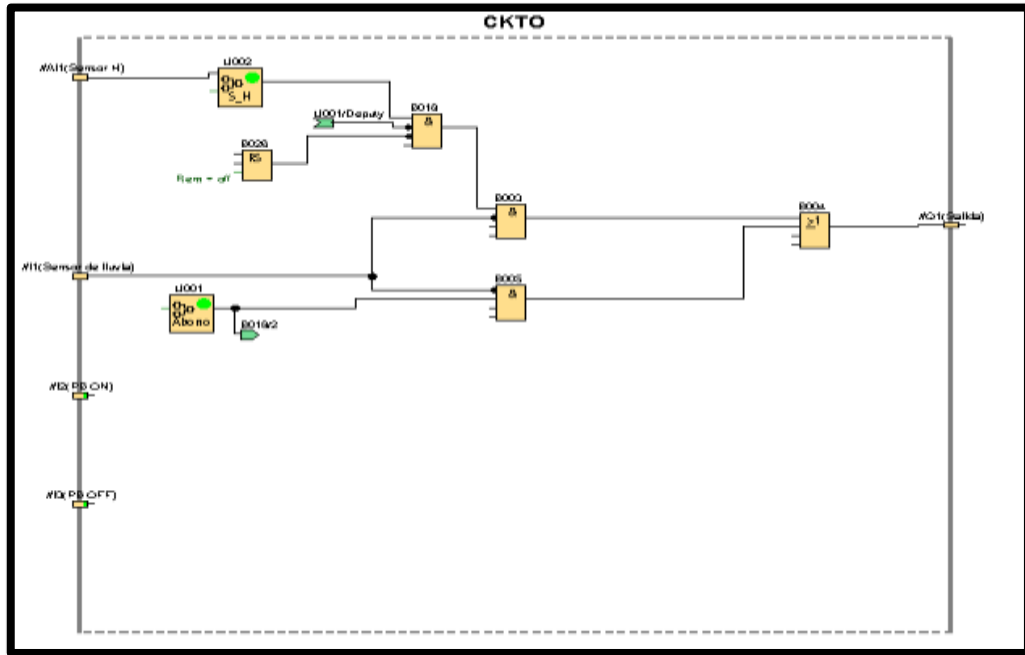 CKTO
U002
//AI1(Sensor H)
S_H
U001/Deputy
B019
&
RS
Rem = off
B003
&
B004
≥1
//Q1(Salida)
//I1(Sensor de lluvia)
U001
Abono
B005
&
B019/2
//I2(PB ON)
//I3(PB OFF)